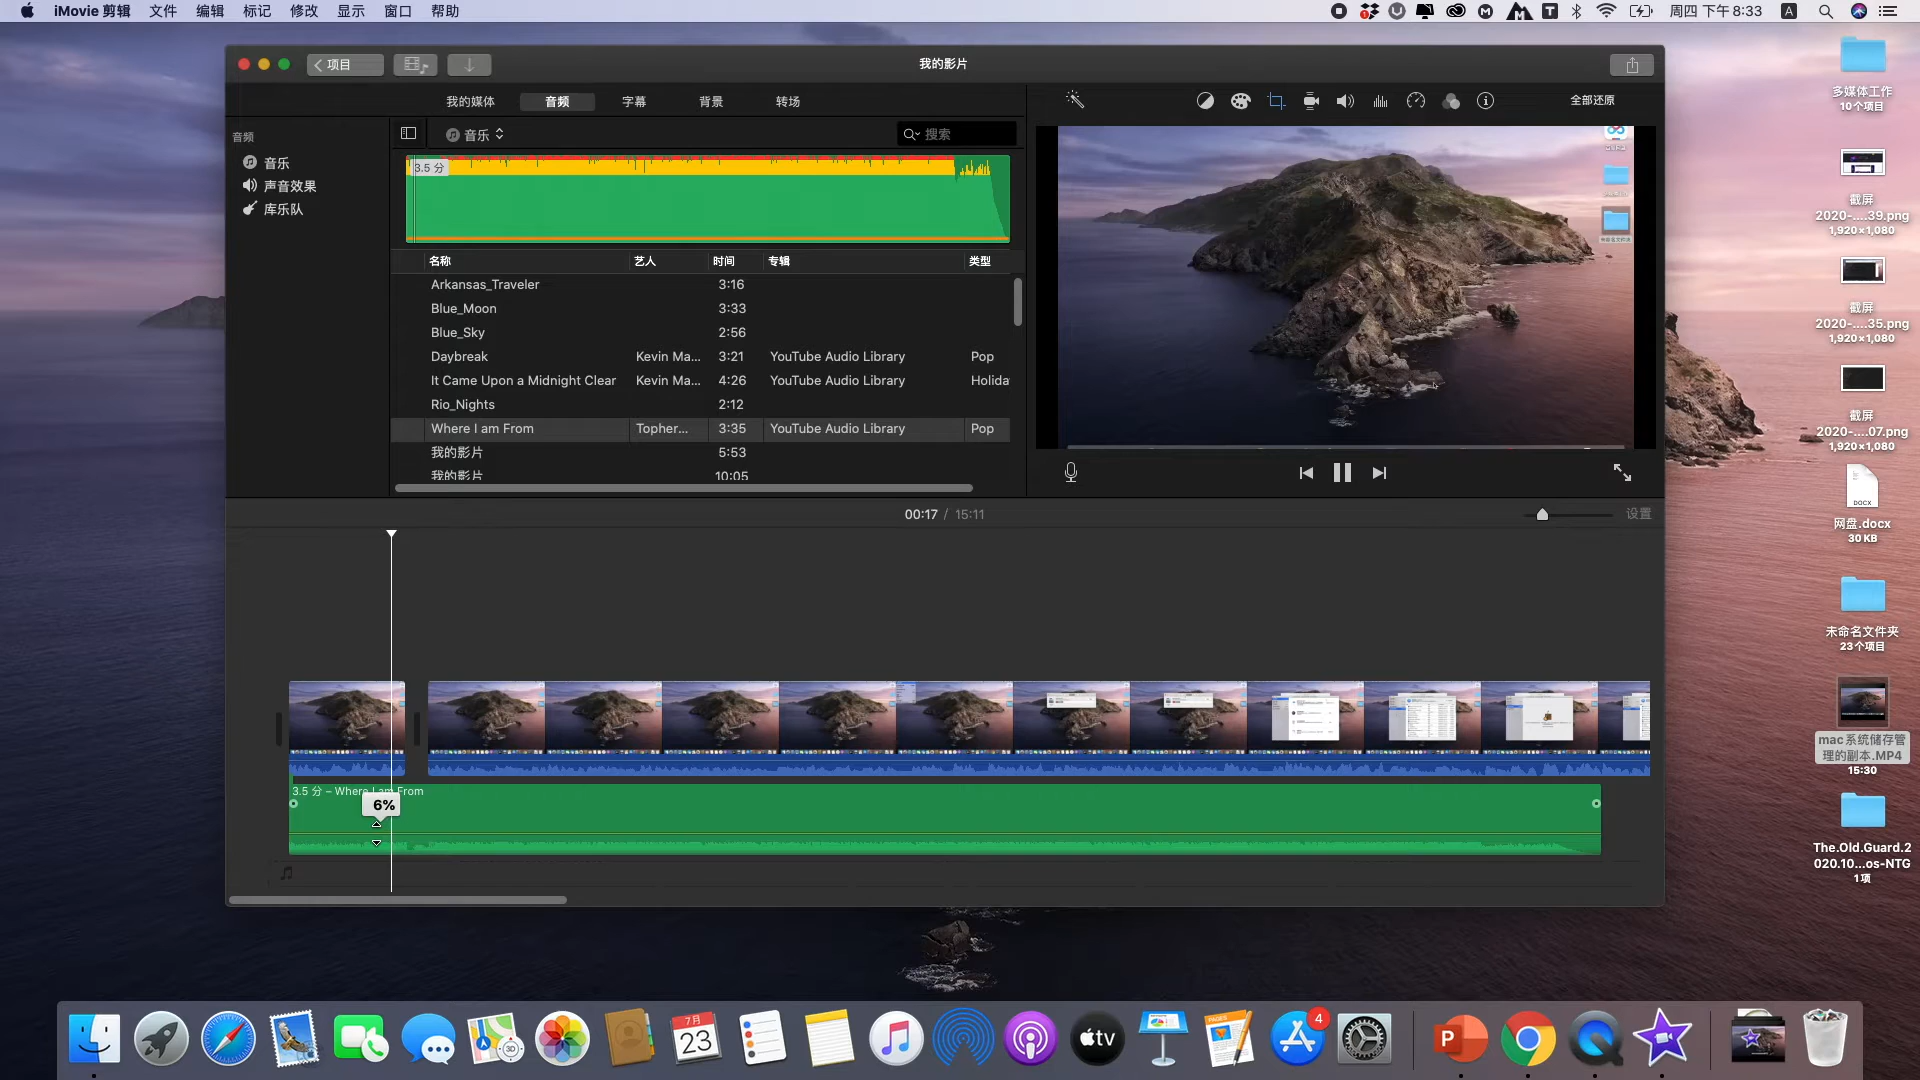 iMovie 剪辑 文件 编辑 标记 修改 显示 窗口 帮助
周四 下午 8:33
项目
我的影片
我的媒体 音频 字幕 背景 转场
全部还原
音频
音乐
声音效果
库乐队
音乐
搜索
3.5 分
名称 艺人 时间 专辑 类型
Arkansas_Traveler 3:16
Blue_Moon 3:33
Blue_Sky 2:56
Daybreak Kevin Ma... 3:21 YouTube Audio Library Pop
It Came Upon a Midnight Clear Kevin Ma... 4:26 YouTube Audio Library Holida
Rio_Nights 2:12
Where I am From Topher... 3:35 YouTube Audio Library Pop
我的影片 5:53
我的影片 10:05
00:17 / 15:11
设置
3.5 分 – Where I am From
6%
多媒体工作
10个项目
截屏
2020-....39.png
1,920×1,080
截屏
2020-....35.png
1,920×1,080
截屏
2020-....07.png
1,920×1,080
DOCX
网盘.docx
30 KB
未命名文件夹
23个项目
mac系统储存管
理的副本.MP4
15:30
The.Old.Guard.2
020.10...os-NTG
1项
7月
23
PAGES
tv
4
P
3D